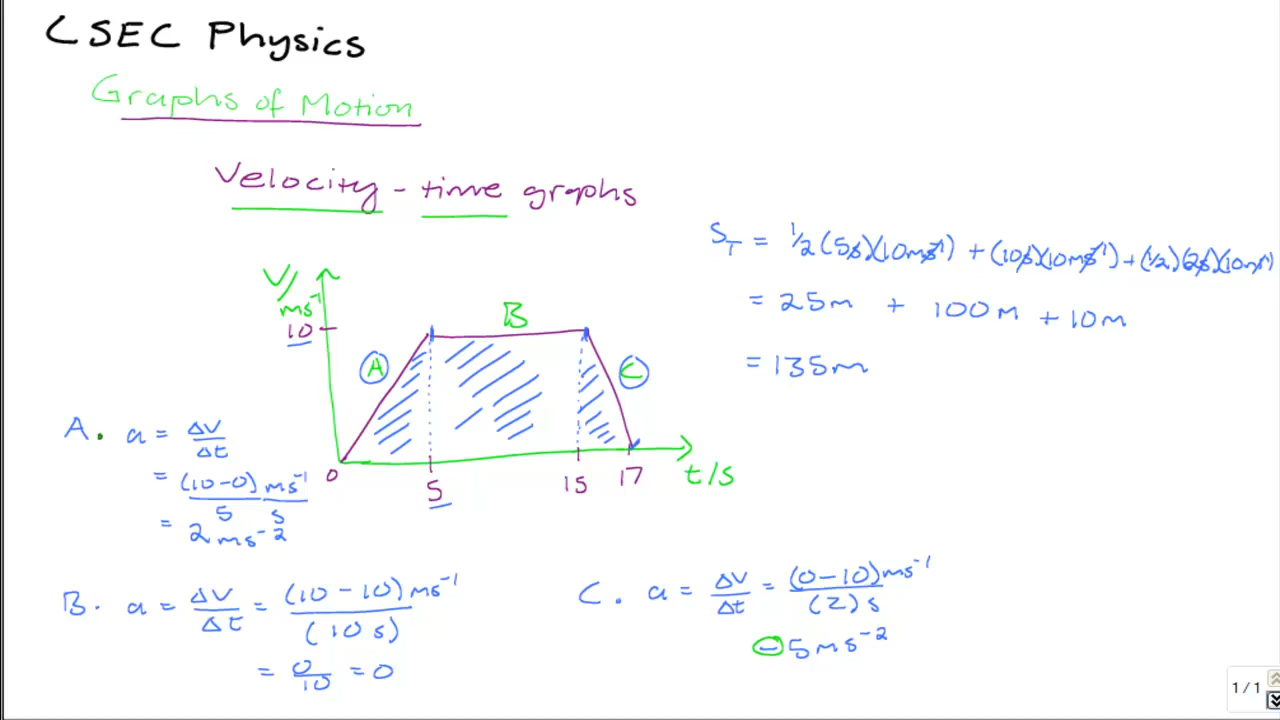 CSEC Physics
Graphs of Motion
Velocity - time graphs
S_T = 1/2 (5s)(10ms⁻¹) + (10s)(10ms⁻¹) + (1/2)(2s)(10ms⁻¹)
= 25m + 100m + 10m
= 135m
V/
ms⁻¹
10
A
B
C
0
5
15
17
t/s
A. a = ΔV/Δt
= (10-0) ms⁻¹ / 5 s
= 2ms⁻²
B. a = ΔV/Δt = (10 - 10) ms⁻¹ / (10 s)
= 0/10 = 0
C. a = ΔV/Δt = (0-10) ms⁻¹ / (2) s
-5ms⁻²
1/1